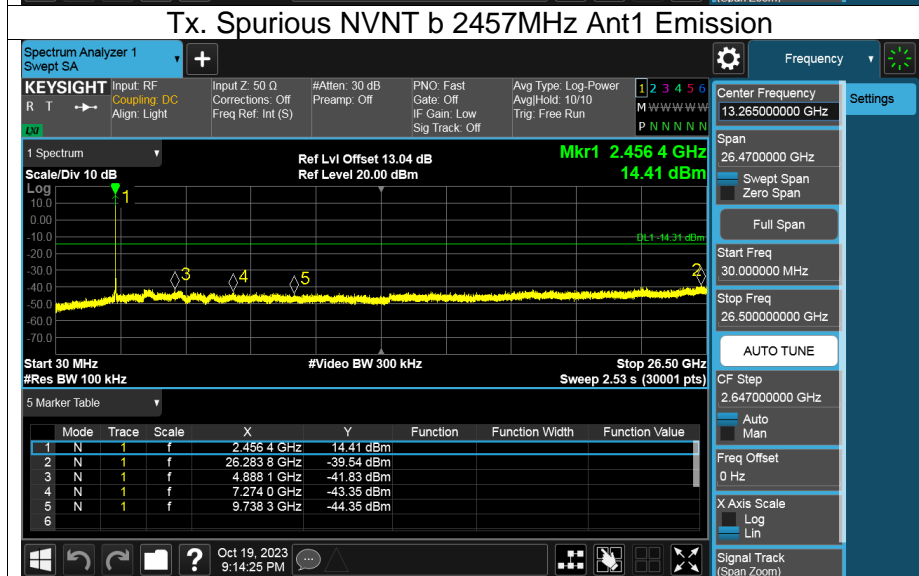 (Span Zoom)
Tx. Spurious NVNT b 2457MHz Ant1 Emission
Spectrum Analyzer 1
Swept SA
+
Frequency
KEYSIGHT
R T
LXI
Input: RF
Coupling: DC
Align: Light
Input Z: 50 Ω
Corrections: Off
Freq Ref: Int (S)
#Atten: 30 dB
Preamp: Off
PNO: Fast
Gate: Off
IF Gain: Low
Sig Track: Off
Avg Type: Log-Power
Avg|Hold: 10/10
Trig: Free Run
1 2 3 4 5 6
M W W W W W
P N N N N N
1 Spectrum
Scale/Div 10 dB
Ref Lvl Offset 13.04 dB
Ref Level 20.00 dBm
Mkr1 2.456 4 GHz
14.41 dBm
Log
10.0
0.00
-10.0
-20.0
-30.0
-40.0
-50.0
-60.0
-70.0
1
DL1 -14.31 dBm
2
3
4
5
Start 30 MHz
#Res BW 100 kHz
#Video BW 300 kHz
Stop 26.50 GHz
Sweep 2.53 s (30001 pts)
5 Marker Table
Mode Trace Scale X Y Function Function Width Function Value
1 N 1 f 2.456 4 GHz 14.41 dBm
2 N 1 f 26.283 8 GHz -39.54 dBm
3 N 1 f 4.888 1 GHz -41.83 dBm
4 N 1 f 7.274 0 GHz -43.35 dBm
5 N 1 f 9.738 3 GHz -44.35 dBm
6
?
Oct 19, 2023
9:14:25 PM
Center Frequency
13.265000000 GHz
Settings
Span
26.4700000 GHz
Swept Span
Zero Span
Full Span
Start Freq
30.000000 MHz
Stop Freq
26.500000000 GHz
AUTO TUNE
CF Step
2.647000000 GHz
Auto
Man
Freq Offset
0 Hz
X Axis Scale
Log
Lin
Signal Track
(Span Zoom)